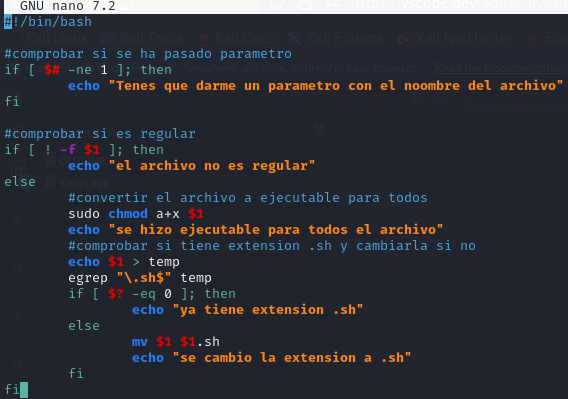 GNU nano 7.2
#!/bin/bash
#comprobar si se ha pasado parametro
if [ $# -ne 1 ]; then
        echo "Tenes que darme un parametro con el noombre del archivo"
fi
#comprobar si es regular
if [ ! -f $1 ]; then
        echo "el archivo no es regular"
else
        #convertir el archivo a ejecutable para todos
        sudo chmod a+x $1
        echo "se hizo ejecutable para todos el archivo"
        #comprobar si tiene extension .sh y cambiarla si no
        echo $1 > temp
        egrep "\.sh$" temp
        if [ $? -eq 0 ]; then
                echo "ya tiene extension .sh"
        else
                mv $1 $1.sh
                echo "se cambio la extension a .sh"
        fi
fi